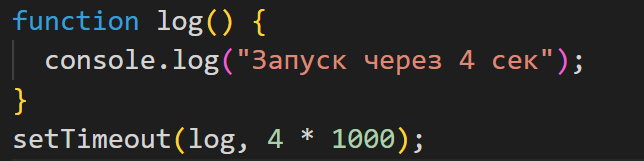 function log() {
  console.log("Запуск через 4 сек");
}
setTimeout(log, 4 * 1000);